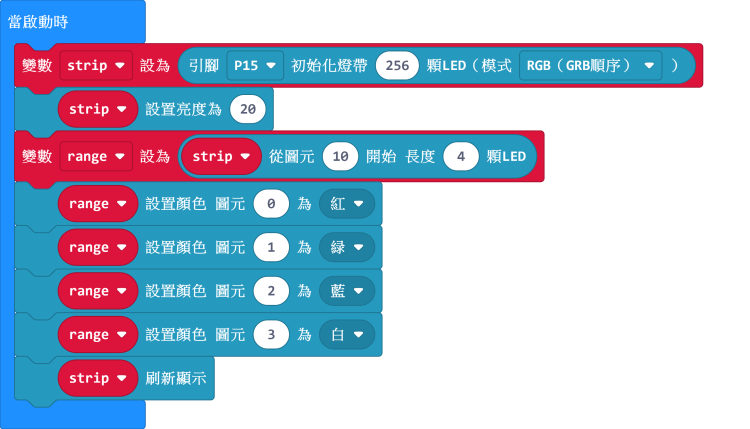 當啟動時
變數 strip 設為 引腳 P15 初始化燈帶 256 顆LED（模式 RGB（GRB順序） ）
strip 設置亮度為 20
變數 range 設為 strip 從圖元 10 開始 長度 4 顆LED
range 設置顏色 圖元 0 為 紅
range 設置顏色 圖元 1 為 緑
range 設置顏色 圖元 2 為 藍
range 設置顏色 圖元 3 為 白
strip 刷新顯示